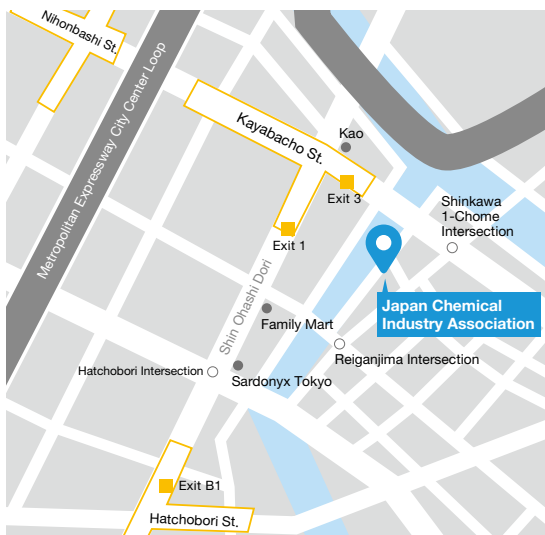 Nihonbashi St.
Metropolitan Expressway City Center Loop
Kayabacho St.
Kao
Exit 3
Shinkawa
1-Chome
Intersection
Exit 1
Japan Chemical
Industry Association
Shin Ohashi Dori
Family Mart
Reiganjima Intersection
Hatchobori Intersection
Sardonyx Tokyo
Exit B1
Hatchobori St.